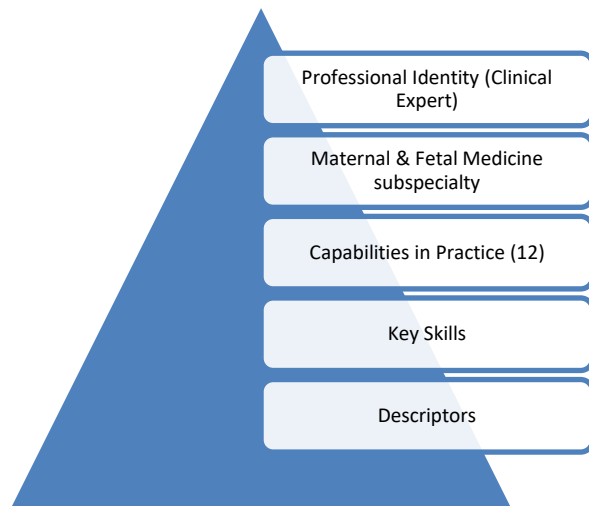 Professional Identity (Clinical
Expert)
Maternal & Fetal Medicine
subspecialty
Capabilities in Practice (12)
Key Skills
Descriptors